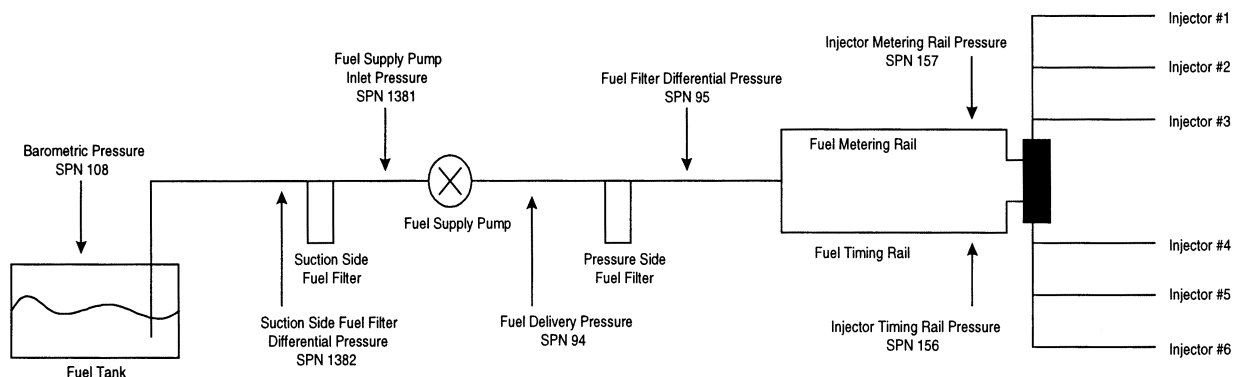 Barometric Pressure
SPN 108
Fuel Tank
Suction Side Fuel Filter
Differential Pressure
SPN 1382
Suction Side
Fuel Filter
Fuel Supply Pump
Inlet Pressure
SPN 1381
Fuel Supply Pump
Fuel Delivery Pressure
SPN 94
Pressure Side
Fuel Filter
Fuel Filter Differential Pressure
SPN 95
Injector Metering Rail Pressure
SPN 157
Fuel Metering Rail
Fuel Timing Rail
Injector Timing Rail Pressure
SPN 156
Injector #1
Injector #2
Injector #3
Injector #4
Injector #5
Injector #6